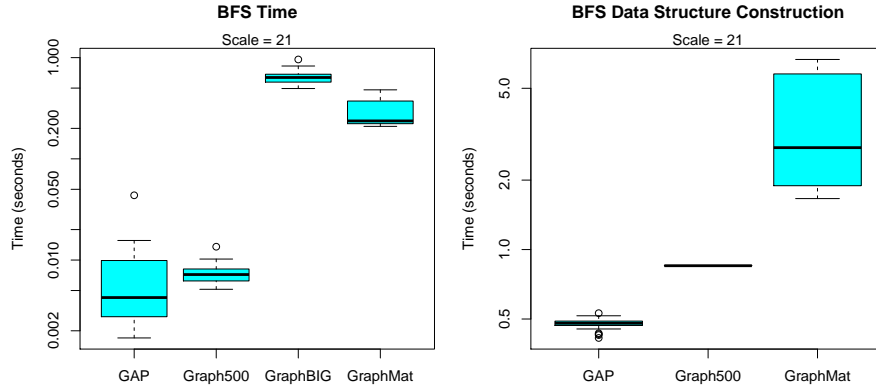 BFS Time
Scale = 21
Time (seconds)
1.000
0.200
0.050
0.010
0.002
GAP
Graph500
GraphBIG
GraphMat
BFS Data Structure Construction
Scale = 21
Time (seconds)
5.0
2.0
1.0
0.5
GAP
Graph500
GraphMat